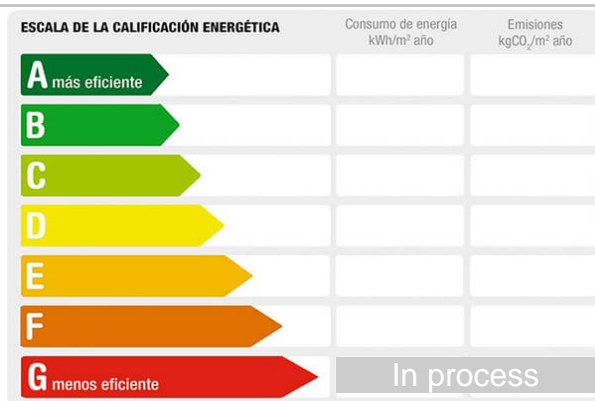 ESCALA DE LA CALIFICACIÓN ENERGÉTICA
Consumo de energía
kWh/m² año
Emisiones
kgCO₂/m² año
A más eficiente
B
C
D
E
F
G menos eficiente
In process